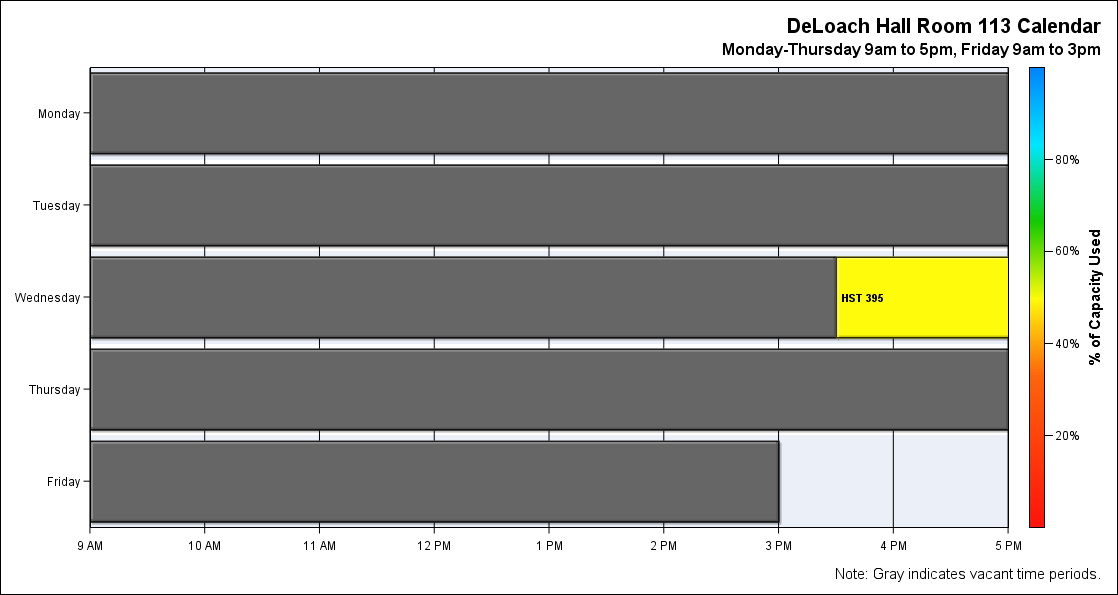 DeLoach Hall Room 113 Calendar
Monday-Thursday 9am to 5pm, Friday 9am to 3pm
Monday
Tuesday
Wednesday
HST 395
Thursday
Friday
9 AM 10 AM 11 AM 12 PM 1 PM 2 PM 3 PM 4 PM 5 PM
80%
60%
40%
20%
% of Capacity Used
Note: Gray indicates vacant time periods.